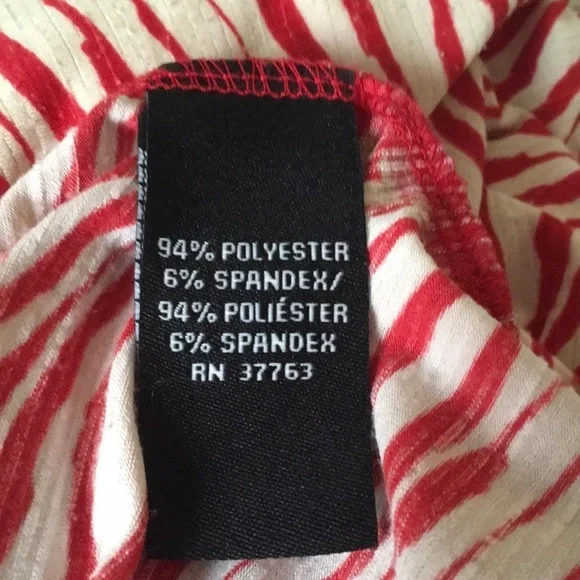 94% POLYESTER
6% SPANDEX/
94% POLIÉSTER
6% SPANDEX
RN 37763